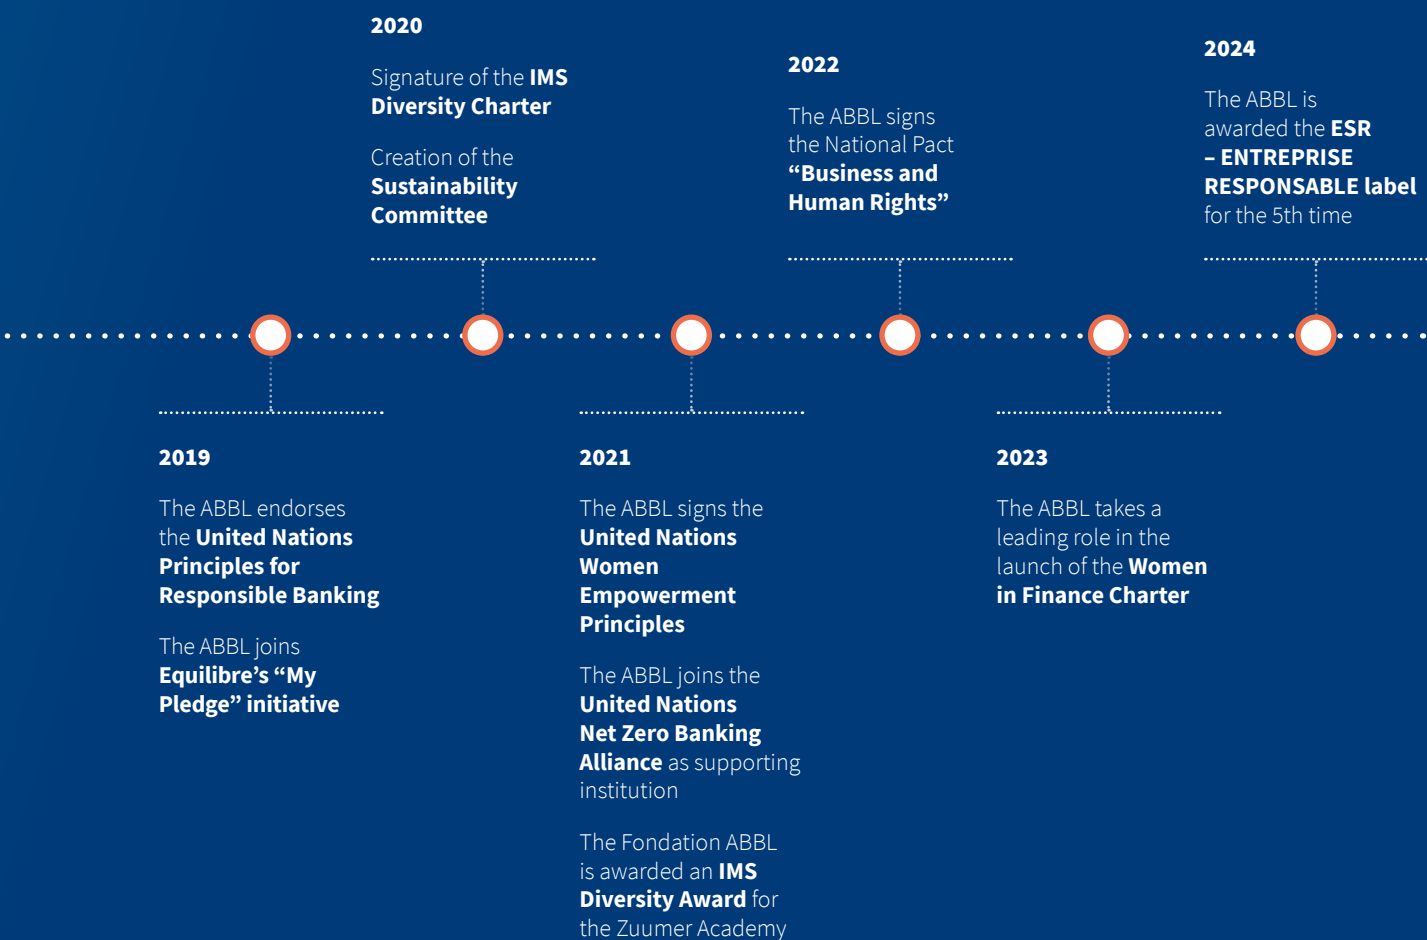 2020
Signature of the IMS
Diversity Charter
Creation of the
Sustainability
Committee
2022
The ABBL signs
the National Pact
“Business and
Human Rights”
2024
The ABBL is
awarded the ESR
– ENTREPRISE
RESPONSABLE label
for the 5th time
2019
The ABBL endorses
the United Nations
Principles for
Responsible Banking
The ABBL joins
Equilibre’s “My
Pledge” initiative
2021
The ABBL signs the
United Nations
Women
Empowerment
Principles
The ABBL joins the
United Nations
Net Zero Banking
Alliance as supporting
institution
The Fondation ABBL
is awarded an IMS
Diversity Award for
the Zuumer Academy
2023
The ABBL takes a
leading role in the
launch of the Women
in Finance Charter